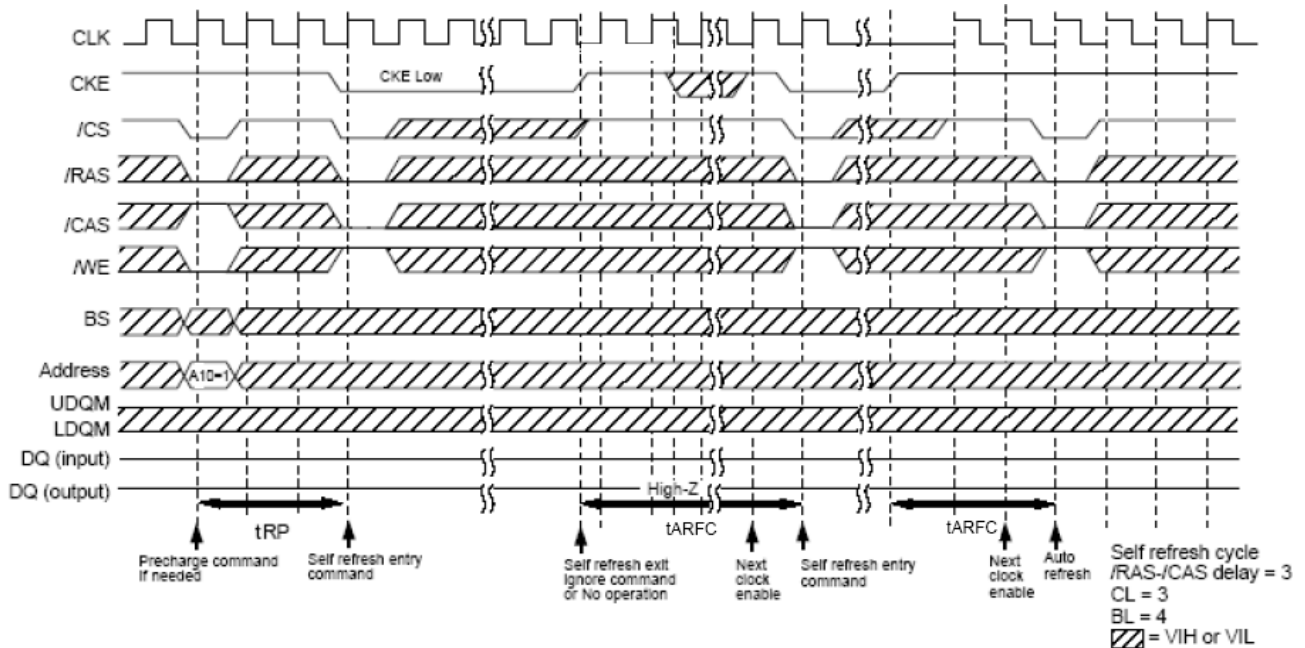 CLK
CKE
CKE Low
/CS
/RAS
/CAS
/WE
BS
Address
A10=1
UDQM
LDQM
DQ (input)
DQ (output)
High-Z
tRP
tARFC
tARFC
Precharge command
If needed
Self refresh entry
command
Self refresh exit
Ignore command
or No operation
Next
clock
enable
Self refresh entry
command
Next
clock
enable
Auto
refresh
Self refresh cycle
/RAS-/CAS delay = 3
CL = 3
BL = 4
= VIH or VIL